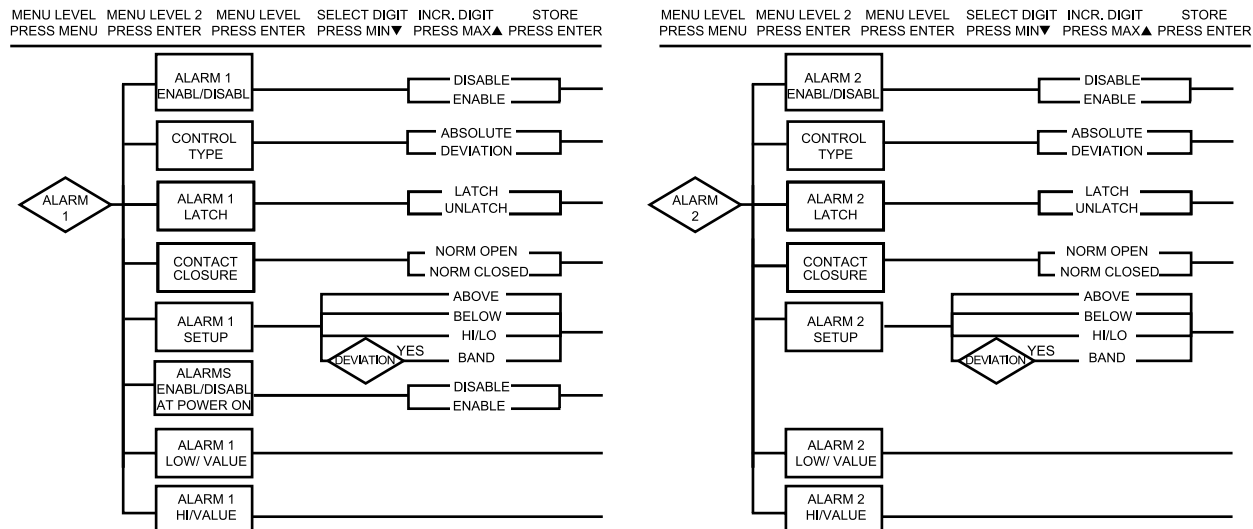 MENU LEVEL MENU LEVEL 2 MENU LEVEL SELECT DIGIT INCR. DIGIT STORE
PRESS MENU PRESS ENTER PRESS ENTER PRESS MIN▼ PRESS MAX▲ PRESS ENTER
ALARM 1
ENABL/DISABL
DISABLE
ENABLE
CONTROL
TYPE
ABSOLUTE
DEVIATION
ALARM
1
ALARM 1
LATCH
LATCH
UNLATCH
CONTACT
CLOSURE
NORM OPEN
NORM CLOSED
ALARM 1
SETUP
ABOVE
BELOW
HI/LO
DEVIATION YES BAND
ALARMS
ENABL/DISABL
AT POWER ON
DISABLE
ENABLE
ALARM 1
LOW/ VALUE
ALARM 1
HI/VALUE
MENU LEVEL MENU LEVEL 2 MENU LEVEL SELECT DIGIT INCR. DIGIT STORE
PRESS MENU PRESS ENTER PRESS ENTER PRESS MIN▼ PRESS MAX▲ PRESS ENTER
ALARM 2
ENABL/DISABL
DISABLE
ENABLE
CONTROL
TYPE
ABSOLUTE
DEVIATION
ALARM
2
ALARM 2
LATCH
LATCH
UNLATCH
CONTACT
CLOSURE
NORM OPEN
NORM CLOSED
ALARM 2
SETUP
ABOVE
BELOW
HI/LO
DEVIATION YES BAND
ALARM 2
LOW/ VALUE
ALARM 2
HI/VALUE